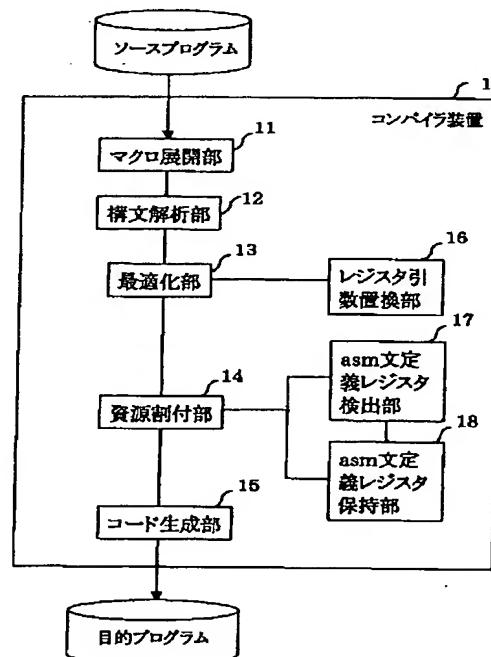 ソースプログラム
1
コンパイラ装置
11
マクロ展開部
12
構文解析部
13
最適化部
16
レジスタ引
数置換部
17
asm文定
義レジスタ
検出部
14
資源割付部
18
asm文定
義レジスタ
保持部
15
コード生成部
目的プログラム